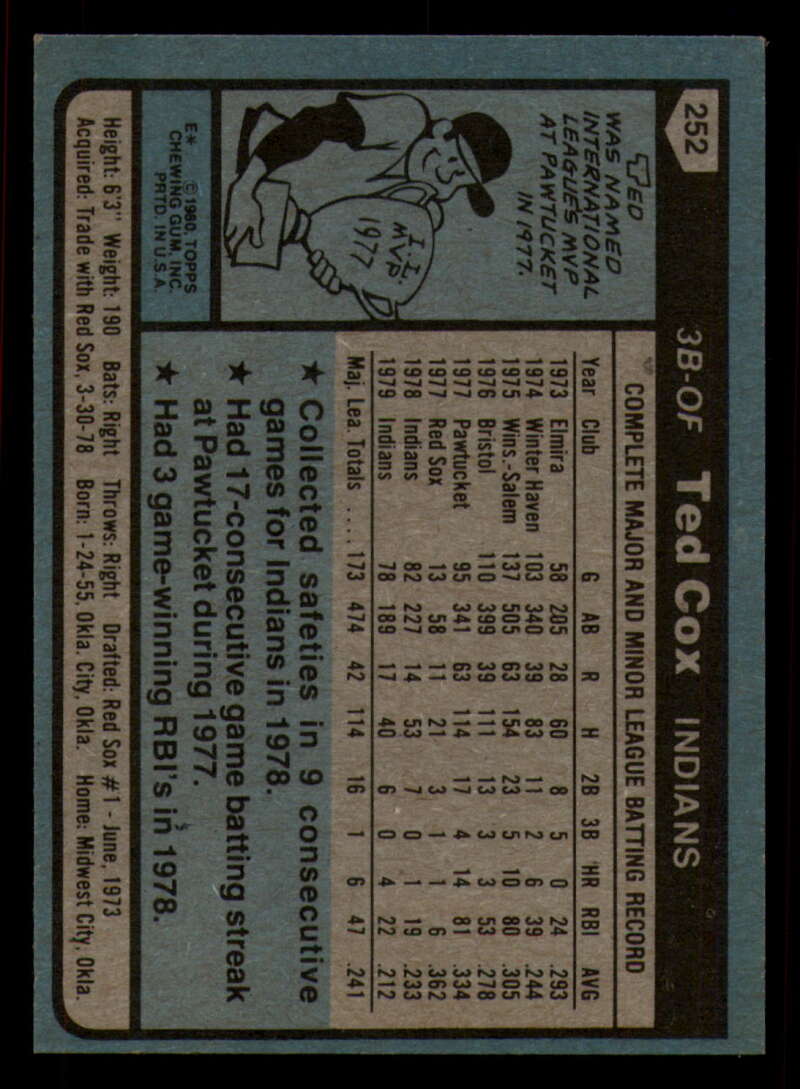 252
3B-OF Ted Cox INDIANS
TED
WAS NAMED
INTERNATIONAL
LEAGUE'S MVP
AT PAWTUCKET
IN 1977.
I.L.
MVP
1977
E* © 1980, TOPPS
CHEWING GUM, INC.
PRTD. IN U.S.A.
COMPLETE MAJOR AND MINOR LEAGUE BATTING RECORD
Year Club G AB R H 2B 3B HR RBI AVG
1973 Elmira 58 205 28 60 8 5 0 24 .293
1974 Winter Haven 103 340 39 83 11 2 6 39 .244
1975 Wins.-Salem 137 505 63 154 23 5 10 80 .305
1976 Bristol 110 399 39 111 13 3 3 53 .278
1977 Pawtucket 95 341 63 114 17 4 14 81 .334
1977 Red Sox 13 58 11 21 3 1 1 6 .362
1978 Indians 82 227 14 53 7 0 1 19 .233
1979 Indians 78 189 17 40 6 0 4 22 .212
Maj. Lea. Totals .... 173 474 42 114 16 1 6 47 .241
★ Collected safeties in 9 consecutive
games for Indians in 1978.
★ Had 17-consecutive game batting streak
at Pawtucket during 1977.
★ Had 3 game-winning RBI's in 1978.
Height: 6'3" Weight: 190 Bats: Right Throws: Right Drafted: Red Sox #1 - June, 1973
Acquired: Trade with Red Sox, 3-30-78 Born: 1-24-55, Okla. City, Okla. Home: Midwest City, Okla.